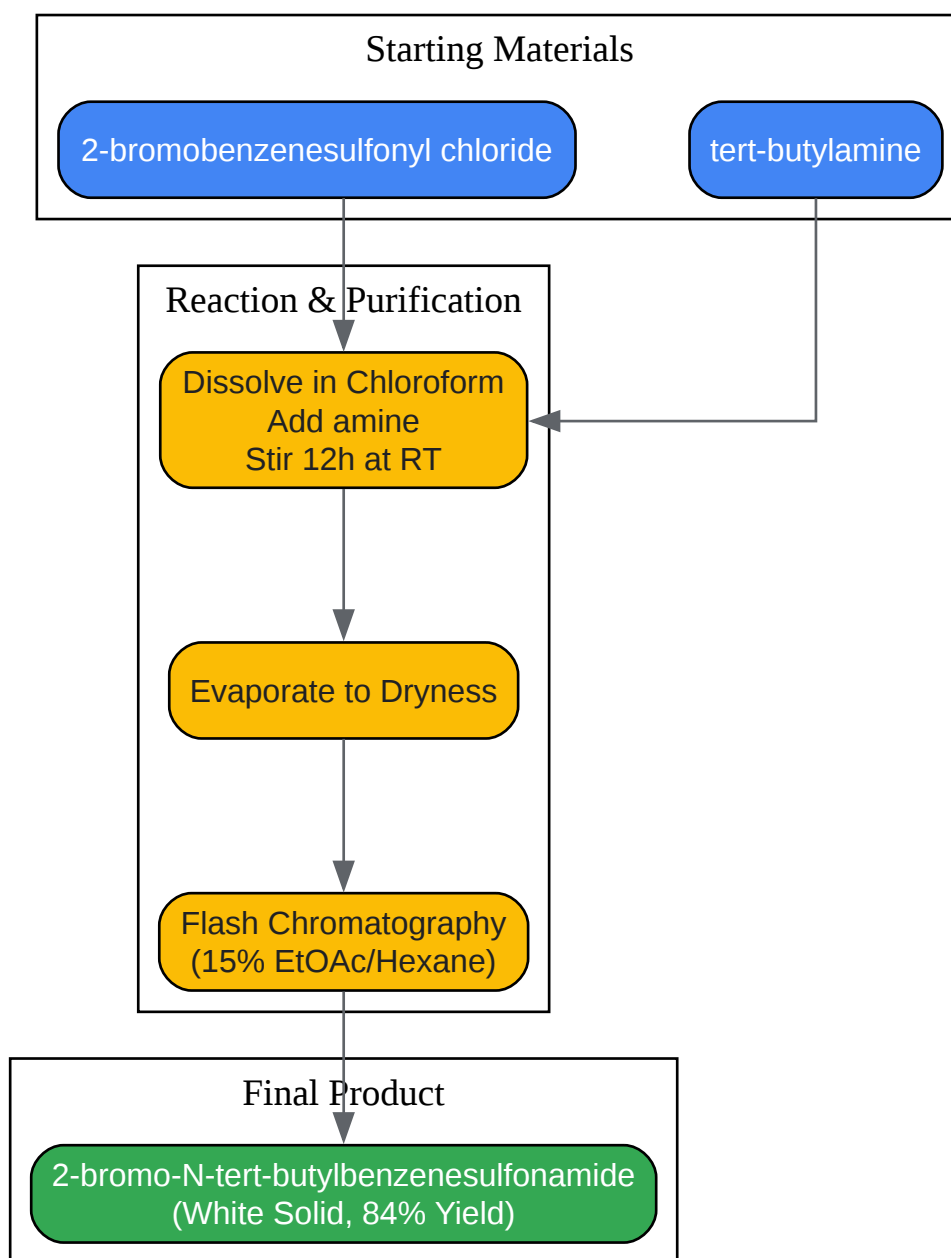 Starting Materials
2-bromobenzenesulfonyl chloride
tert-butylamine
Reaction & Purification
Dissolve in Chloroform
Add amine
Stir 12h at RT
Evaporate to Dryness
Flash Chromatography
(15% EtOAc/Hexane)
Final Product
2-bromo-N-tert-butylbenzenesulfonamide
(White Solid, 84% Yield)